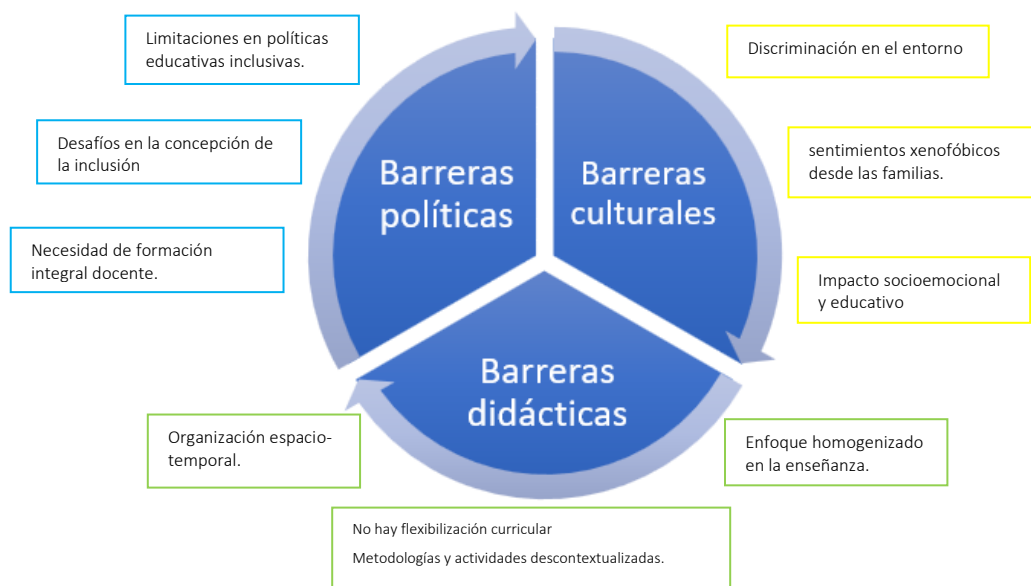 Limitaciones en políticas
educativas inclusivas.
Desafíos en la concepción de
la inclusión
Necesidad de formación
integral docente.
Barreras
políticas
Barreras
culturales
Discriminación en el entorno
sentimientos xenofóbicos
desde las familias.
Impacto socioemocional
y educativo
Barreras
didácticas
Organización espacio-
temporal.
No hay flexibilización curricular
Metodologías y actividades descontextualizadas.
Enfoque homogenizado
en la enseñanza.